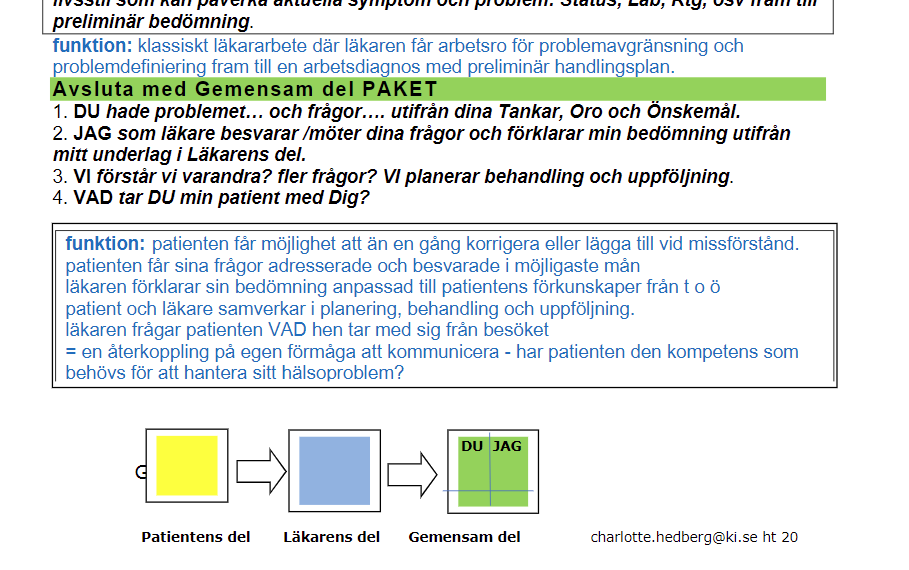 livsstil som kan påverka aktuella symptom och problem. Status, Lab, Rtg, osv fram till
preliminär bedömning.
funktion: klassiskt läkararbete där läkaren får arbetsro för problemavgränsning och
problemdefiniering fram till en arbetsdiagnos med preliminär handlingsplan.
Avsluta med Gemensam del PAKET
1. DU hade problemet… och frågor…. utifrån dina Tankar, Oro och Önskemål.
2. JAG som läkare besvarar /möter dina frågor och förklarar min bedömning utifrån
mitt underlag i Läkarens del.
3. VI förstår vi varandra? fler frågor? VI planerar behandling och uppföljning.
4. VAD tar DU min patient med Dig?
funktion: patienten får möjlighet att än en gång korrigera eller lägga till vid missförstånd.
patienten får sina frågor adresserade och besvarade i möjligaste mån
läkaren förklarar sin bedömning anpassad till patientens förkunskaper från t o ö
patient och läkare samverkar i planering, behandling och uppföljning.
läkaren frågar patienten VAD hen tar med sig från besöket
= en återkoppling på egen förmåga att kommunicera - har patienten den kompetens som
behövs för att hantera sitt hälsoproblem?
DU JAG
G
Patientens del Läkarens del Gemensam del charlotte.hedberg@ki.se ht 20